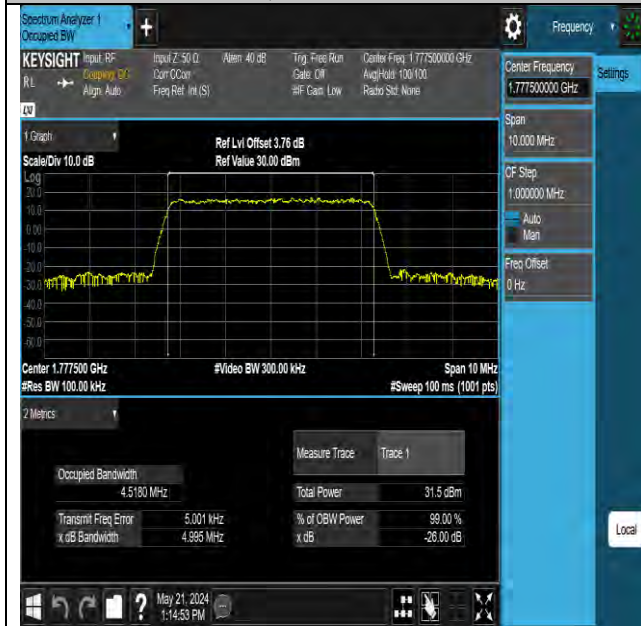 Spectrum Analyzer 1
Occupied BW
+
Frequency
KEYSIGHT Input: RF Input Z: 50 Ω Atten: 40 dB Trig: Free Run Center Freq: 1.777500000 GHz
RL Coupling: DC Corr CCorr Gate: Off Avg|Hold: 100/100
Align: Auto Freq Ref: Int (S) #IF Gain: Low Radio Std: None
Center Frequency
1.777500000 GHz
Settings
Span
10.000 MHz
CF Step
1.000000 MHz
Auto
Man
Freq Offset
0 Hz
1 Graph
Ref Lvl Offset 3.76 dB
Scale/Div 10.0 dB Ref Value 30.00 dBm
Log
20.0
10.0
0.00
-10.0
-20.0
-30.0
-40.0
-50.0
-60.0
Center 1.777500 GHz #Video BW 300.00 kHz Span 10 MHz
#Res BW 100.00 kHz #Sweep 100 ms (1001 pts)
2 Metrics
Measure Trace Trace 1
Occupied Bandwidth
4.5180 MHz Total Power 31.5 dBm
Transmit Freq Error 5.001 kHz % of OBW Power 99.00 %
x dB Bandwidth 4.995 MHz x dB -26.00 dB
Local
? May 21, 2024
1:14:53 PM